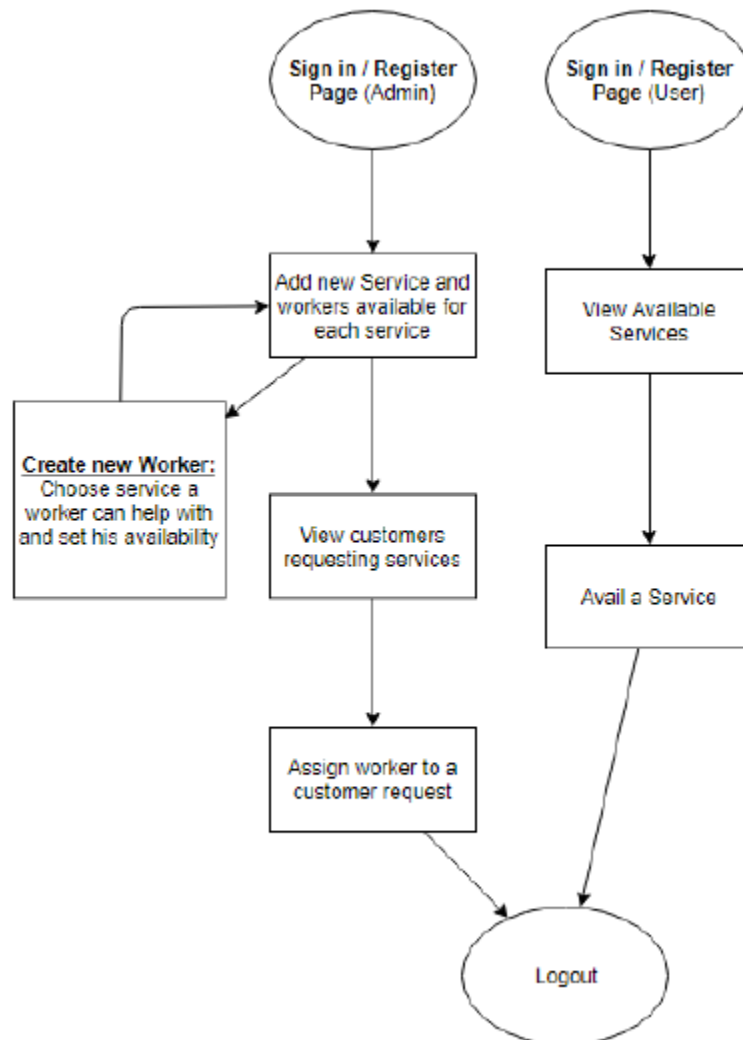 Sign in / Register
Page (Admin)
Sign in / Register
Page (User)
Add new Service and
workers available for
each service
View Available
Services
Create new Worker:
Choose service a
worker can help with
and set his availability
View customers
requesting services
Avail a Service
Assign worker to a
customer request
Logout